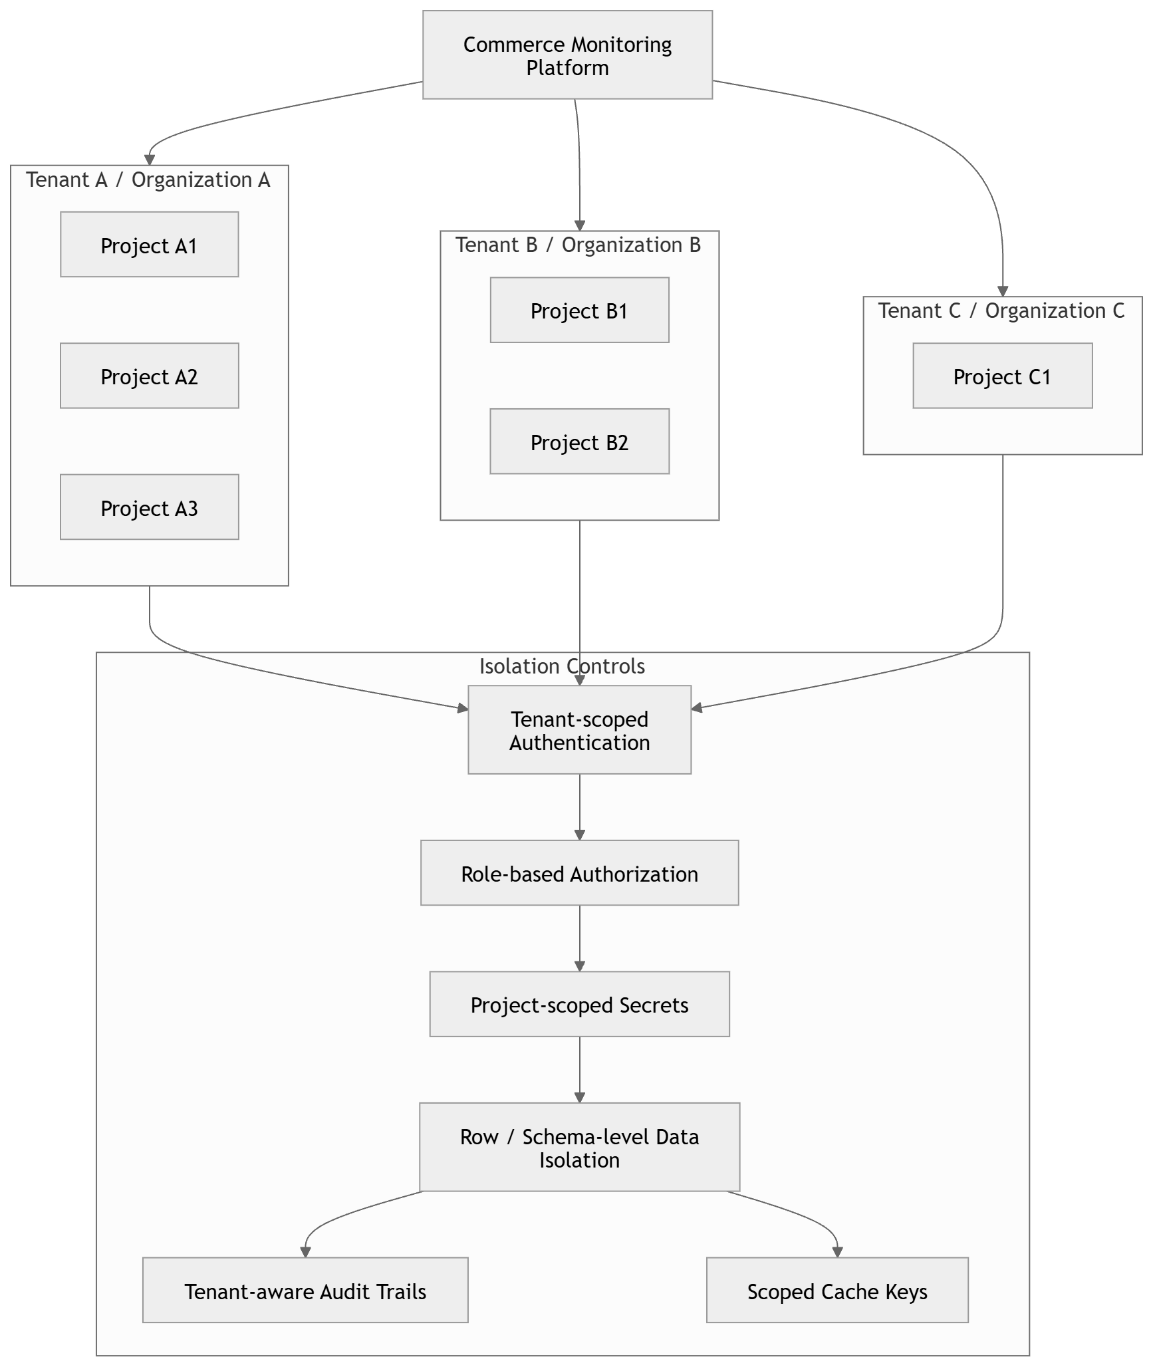 Commerce Monitoring
Platform
Tenant A / Organization A
Project A1
Project A2
Project A3
Tenant B / Organization B
Project B1
Project B2
Tenant C / Organization C
Project C1
Isolation Controls
Tenant-scoped
Authentication
Role-based Authorization
Project-scoped Secrets
Row / Schema-level Data
Isolation
Tenant-aware Audit Trails
Scoped Cache Keys